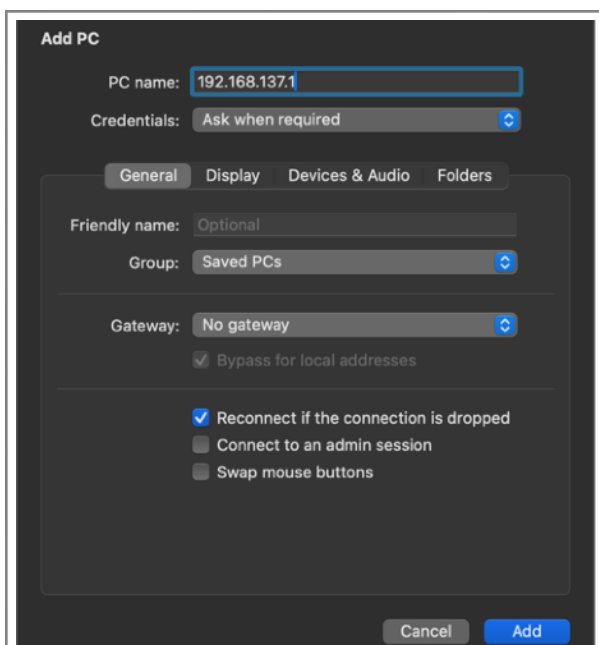 Add PC
PC name: 192.168.137.1
Credentials: Ask when required
General Display Devices & Audio Folders
Friendly name: Optional
Group: Saved PCs
Gateway: No gateway
Bypass for local addresses
Reconnect if the connection is dropped
Connect to an admin session
Swap mouse buttons
Cancel Add